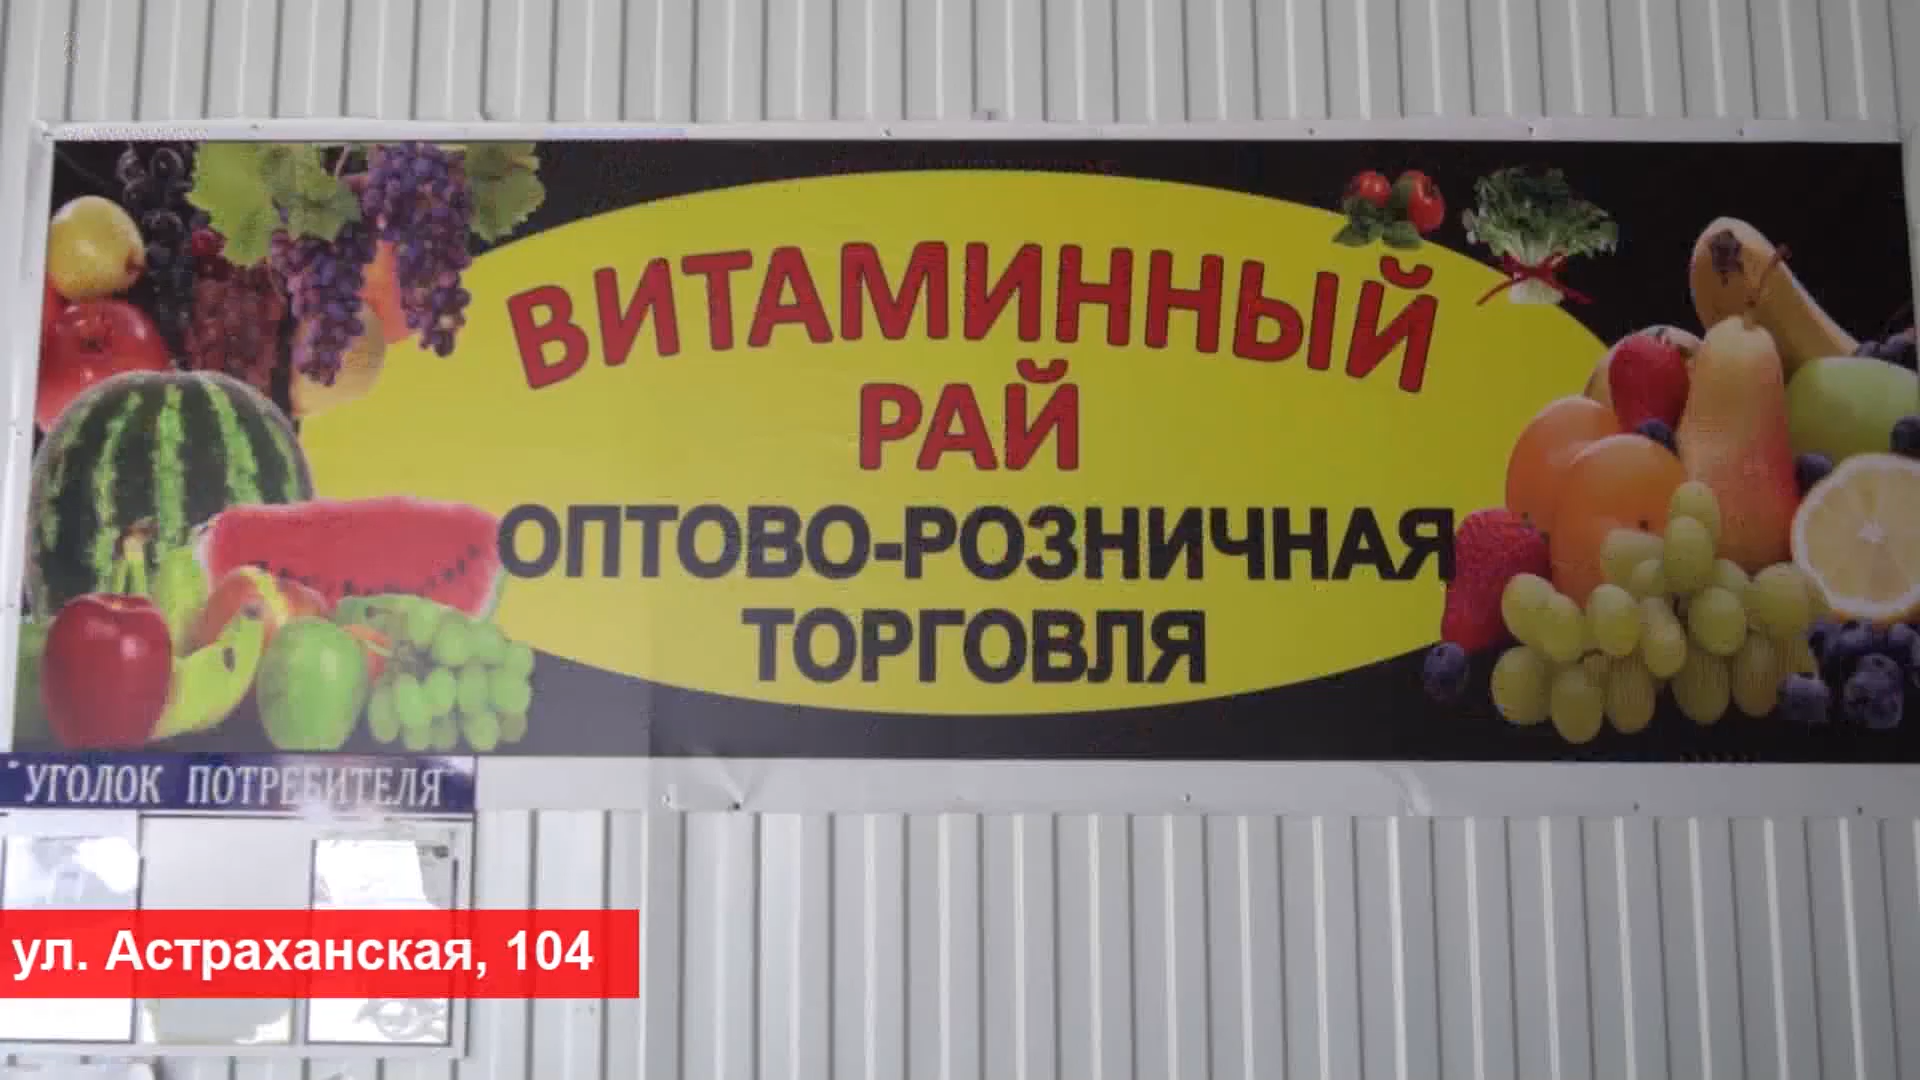 ВИТАМИННЫЙ
РАЙ
ОПТОВО-РОЗНИЧНАЯ
ТОРГОВЛЯ
"УГОЛОК ПОТРЕБИТЕЛЯ"
ул. Астраханская, 104